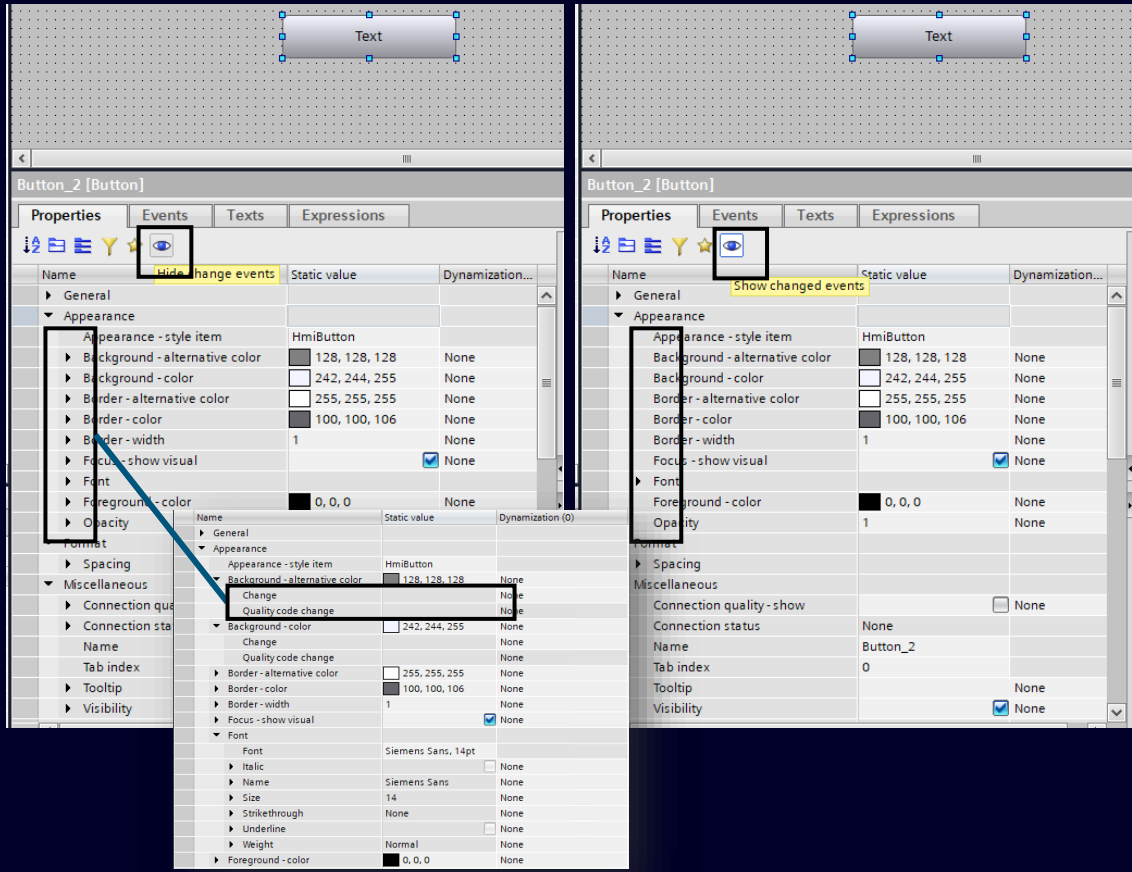 Text
Button_2 [Button]
Properties Events Texts Expressions
Hide change events
Name Static value Dynamization...
General
Appearance
Appearance - style item HmiButton
Background - alternative color 128, 128, 128 None
Background - color 242, 244, 255 None
Border - alternative color 255, 255, 255 None
Border - color 100, 100, 106 None
Border - width 1 None
Focus - show visual None
Font
Foreground - color 0, 0, 0 None
Opacity
Format
Spacing
Miscellaneous
Connection qua
Connection sta
Name
Tab index
Tooltip
Visibility
Name Static value Dynamization (0)
General
Appearance
Appearance - style item HmiButton
Background - alternative color 128, 128, 128 None
Change None
Quality code change None
Background - color 242, 244, 255 None
Change None
Quality code change None
Border - alternative color 255, 255, 255 None
Border - color 100, 100, 106 None
Border - width 1 None
Focus - show visual None
Font
Font Siemens Sans, 14pt
Italic None
Name Siemens Sans None
Size 14 None
Strikethrough None None
Underline None
Weight Normal None
Foreground - color 0, 0, 0 None
Text
Button_2 [Button]
Properties Events Texts Expressions
Name Static value Dynamization...
Show changed events
General
Appearance
Appearance - style item HmiButton
Background - alternative color 128, 128, 128 None
Background - color 242, 244, 255 None
Border - alternative color 255, 255, 255 None
Border - color 100, 100, 106 None
Border - width 1 None
Focus - show visual None
Font
Foreground - color 0, 0, 0 None
Opacity 1 None
Format
Spacing
Miscellaneous
Connection quality - show None
Connection status None
Name Button_2
Tab index 0
Tooltip None
Visibility None